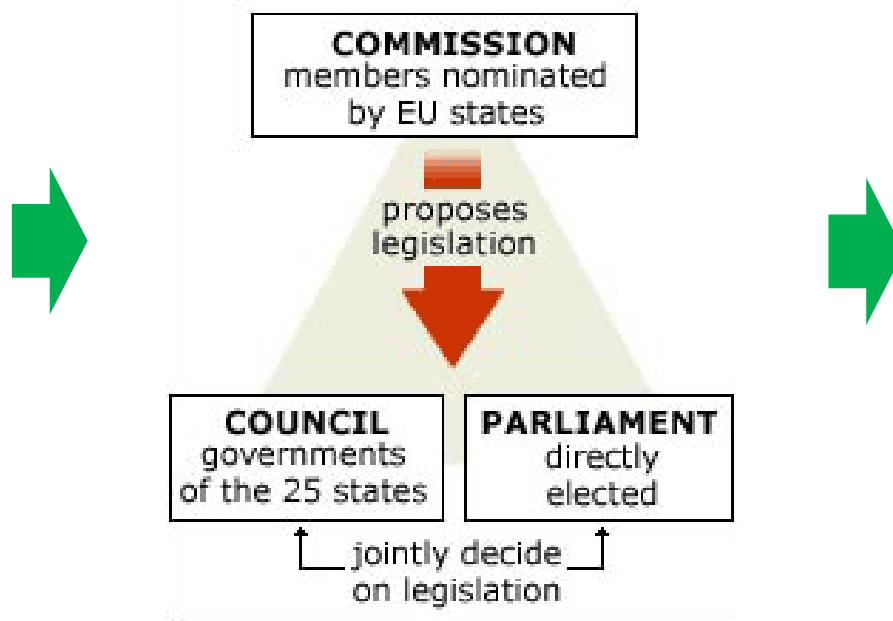 COMMISSION
members nominated
by EU states
proposes
legislation
COUNCIL
governments
of the 25 states
PARLIAMENT
directly
elected
jointly decide
on legislation